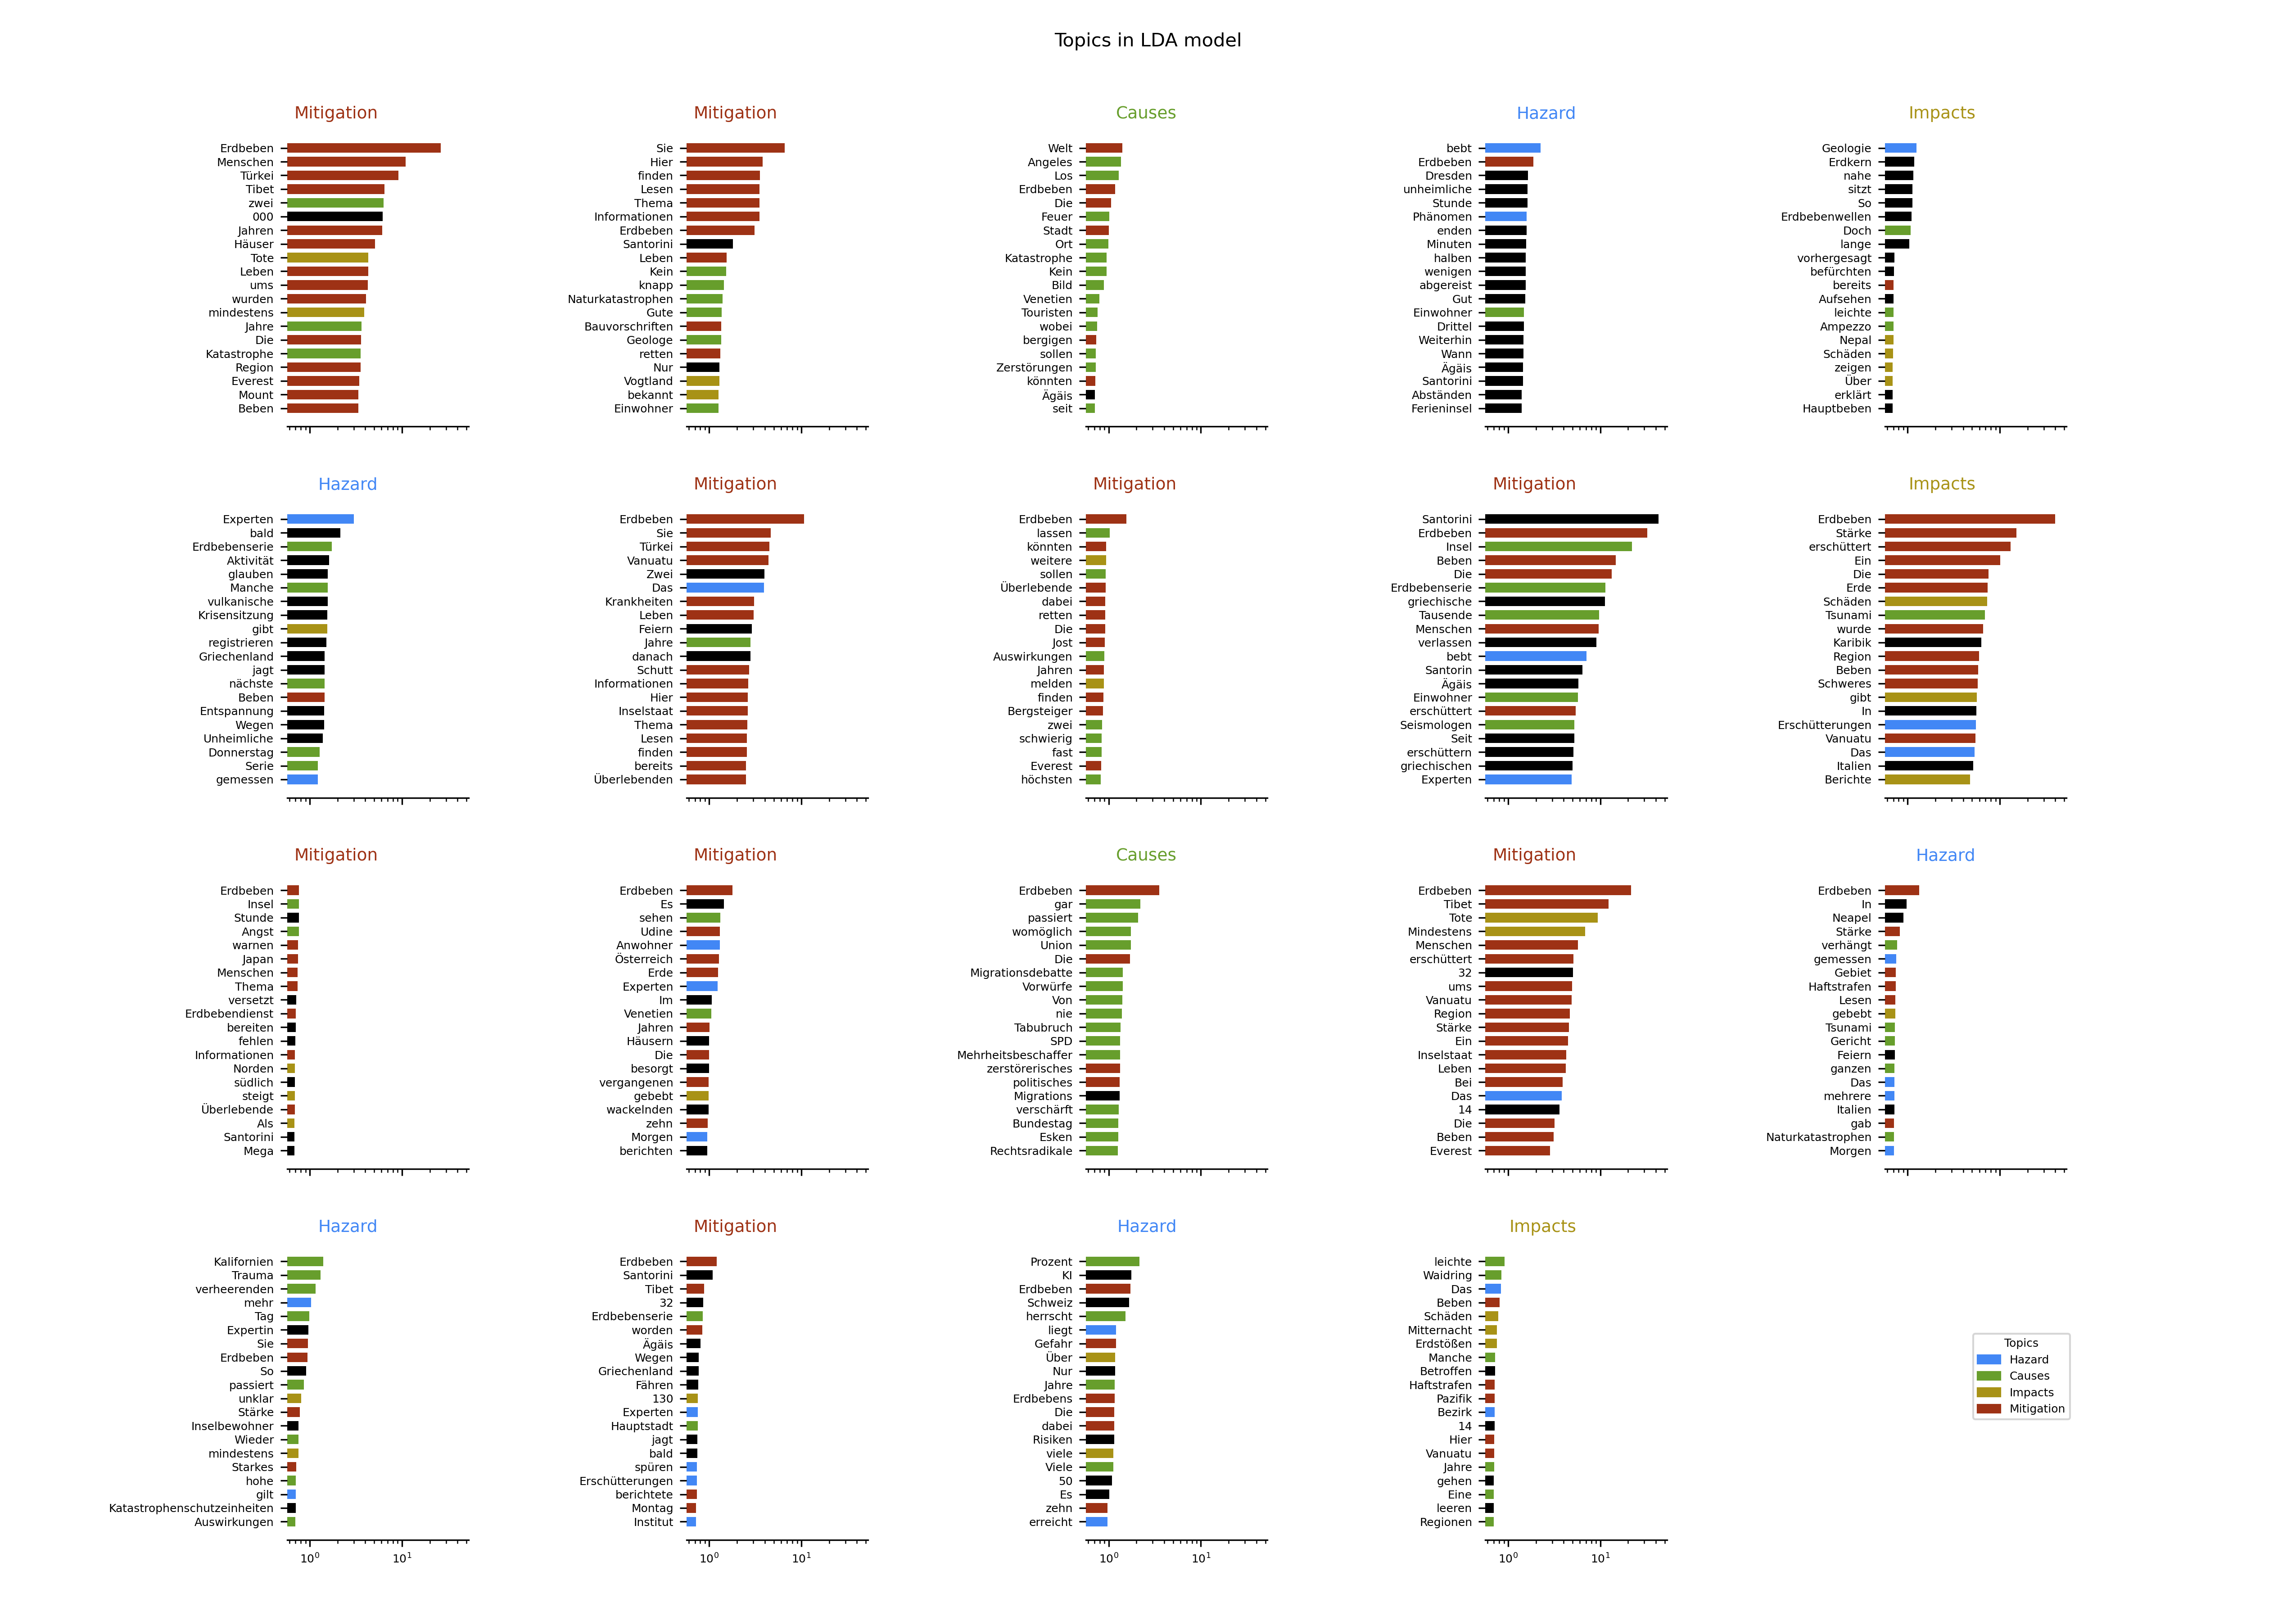 Topics in LDA model
Mitigation
Erdbeben
Menschen
Türkei
Tibet
zwei
000
Jahren
Häuser
Tote
Leben
ums
wurden
mindestens
Jahre
Die
Katastrophe
Region
Everest
Mount
Beben
Mitigation
Sie
Hier
finden
Lesen
Thema
Informationen
Erdbeben
Santorini
Leben
Kein
knapp
Naturkatastrophen
Gute
Bauvorschriften
Geologe
retten
Nur
Vogtland
bekannt
Einwohner
Causes
Welt
Angeles
Los
Erdbeben
Die
Feuer
Stadt
Ort
Katastrophe
Kein
Bild
Venetien
Touristen
wobei
bergigen
sollen
Zerstörungen
könnten
Ägäis
seit
Hazard
bebt
Erdbeben
Dresden
unheimliche
Stunde
Phänomen
enden
Minuten
halben
wenigen
abgereist
Gut
Einwohner
Drittel
Weiterhin
Wann
Ägäis
Santorini
Abständen
Ferieninsel
Impacts
Geologie
Erdkern
nahe
sitzt
So
Erdbebenwellen
Doch
lange
vorhergesagt
befürchten
bereits
Aufsehen
leichte
Ampezzo
Nepal
Schäden
zeigen
Über
erklärt
Hauptbeben
Hazard
Experten
bald
Erdbebenserie
Aktivität
glauben
Manche
vulkanische
Krisensitzung
gibt
registrieren
Griechenland
jagt
nächste
Beben
Entspannung
Wegen
Unheimliche
Donnerstag
Serie
gemessen
Mitigation
Erdbeben
Sie
Türkei
Vanuatu
Zwei
Das
Krankheiten
Leben
Feiern
Jahre
danach
Schutt
Informationen
Hier
Inselstaat
Thema
Lesen
finden
bereits
Überlebenden
Mitigation
Erdbeben
lassen
könnten
weitere
sollen
Überlebende
dabei
retten
Die
Jost
Auswirkungen
Jahren
melden
finden
Bergsteiger
zwei
schwierig
fast
Everest
höchsten
Mitigation
Santorini
Erdbeben
Insel
Beben
Die
Erdbebenserie
griechische
Tausende
Menschen
verlassen
bebt
Santorin
Ägäis
Einwohner
erschüttert
Seismologen
Seit
erschüttern
griechischen
Experten
Impacts
Erdbeben
Stärke
erschüttert
Ein
Die
Erde
Schäden
Tsunami
wurde
Karibik
Region
Beben
Schweres
gibt
In
Erschütterungen
Vanuatu
Das
Italien
Berichte
Mitigation
Erdbeben
Insel
Stunde
Angst
warnen
Japan
Menschen
Thema
versetzt
Erdbebendienst
bereiten
fehlen
Informationen
Norden
südlich
steigt
Überlebende
Als
Santorini
Mega
Mitigation
Erdbeben
Es
sehen
Udine
Anwohner
Österreich
Erde
Experten
Im
Venetien
Jahren
Häusern
Die
besorgt
vergangenen
gebebt
wackelnden
zehn
Morgen
berichten
Causes
Erdbeben
gar
passiert
womöglich
Union
Die
Migrationsdebatte
Vorwürfe
Von
nie
Tabubruch
SPD
Mehrheitsbeschaffer
zerstörerisches
politisches
Migrations
verschärft
Bundestag
Esken
Rechtsradikale
Mitigation
Erdbeben
Tibet
Tote
Mindestens
Menschen
erschüttert
32
ums
Vanuatu
Region
Stärke
Ein
Inselstaat
Leben
Bei
Das
14
Die
Beben
Everest
Hazard
Erdbeben
In
Neapel
Stärke
verhängt
gemessen
Gebiet
Haftstrafen
Lesen
gebebt
Tsunami
Gericht
Feiern
ganzen
Das
mehrere
Italien
gab
Naturkatastrophen
Morgen
Hazard
Kalifornien
Trauma
verheerenden
mehr
Tag
Expertin
Sie
Erdbeben
So
passiert
unklar
Stärke
Inselbewohner
Wieder
mindestens
Starkes
hohe
gilt
Katastrophenschutzeinheiten
Auswirkungen
10⁰ 10¹
Mitigation
Erdbeben
Santorini
Tibet
32
Erdbebenserie
worden
Ägäis
Wegen
Griechenland
Fähren
130
Experten
Hauptstadt
jagt
bald
spüren
Erschütterungen
berichtete
Montag
Institut
10⁰ 10¹
Hazard
Prozent
KI
Erdbeben
Schweiz
herrscht
liegt
Gefahr
Über
Nur
Jahre
Erdbebens
Die
dabei
Risiken
viele
Viele
50
Es
zehn
erreicht
10⁰ 10¹
Impacts
leichte
Waidring
Das
Beben
Schäden
Mitternacht
Erdstößen
Manche
Betroffen
Haftstrafen
Pazifik
Bezirk
14
Hier
Vanuatu
Jahre
gehen
Eine
leeren
Regionen
10⁰ 10¹
Topics
Hazard
Causes
Impacts
Mitigation